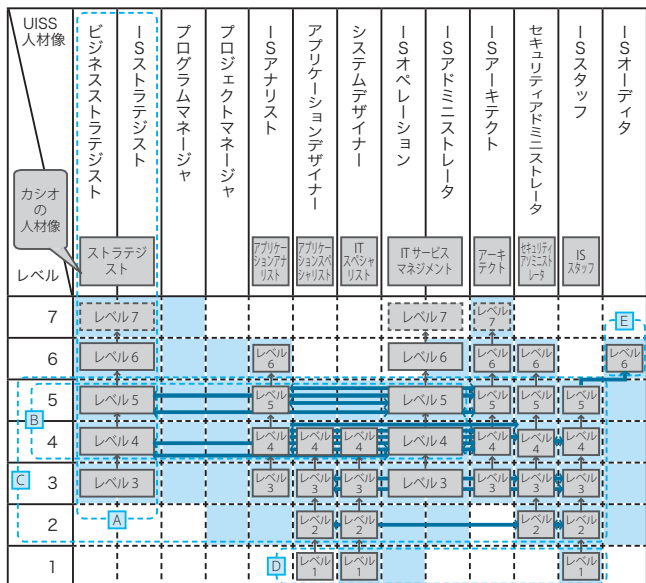 UISS
人材像
ビジネスストラテジスト
ISストラテジスト
プログラムマネージャ
プロジェクトマネージャ
ISアナリスト
アプリケーションデザイナー
システムデザイナー
ISオペレーション
ISアドミニストレータ
ISアーキテクト
セキュリティアドミニストレータ
ISスタッフ
ISオーディタ
カシオ
の
人材像
レベル
ストラテジ
スト
アプリケー
ションアナ
リスト
アプリケー
ションスペ
シャリスト
IT
スペシャ
リスト
ITサービス
マネジメント
アーキ
テクト
セキュリティ
アドミニスト
レータ
IS
スタッフ
7
レベル7
レベル7
レベル
7
E
6
レベル6
レベル
6
レベル6
レベル
6
レベル
6
レベル
6
5
レベル5
レベル
5
レベル5
レベル
5
レベル
5
レベル
5
B
4
レベル4
レベル
4
レベル
4
レベル
4
レベル4
レベル
4
レベル
4
レベル
4
C
3
レベル3
レベル
3
レベル
3
レベル
3
レベル3
レベル
3
レベル
3
レベル
3
A
2
レベル
2
レベル
2
レベル
2
レベル
2
D
1
レベル
1
レベル
1
レベル
1